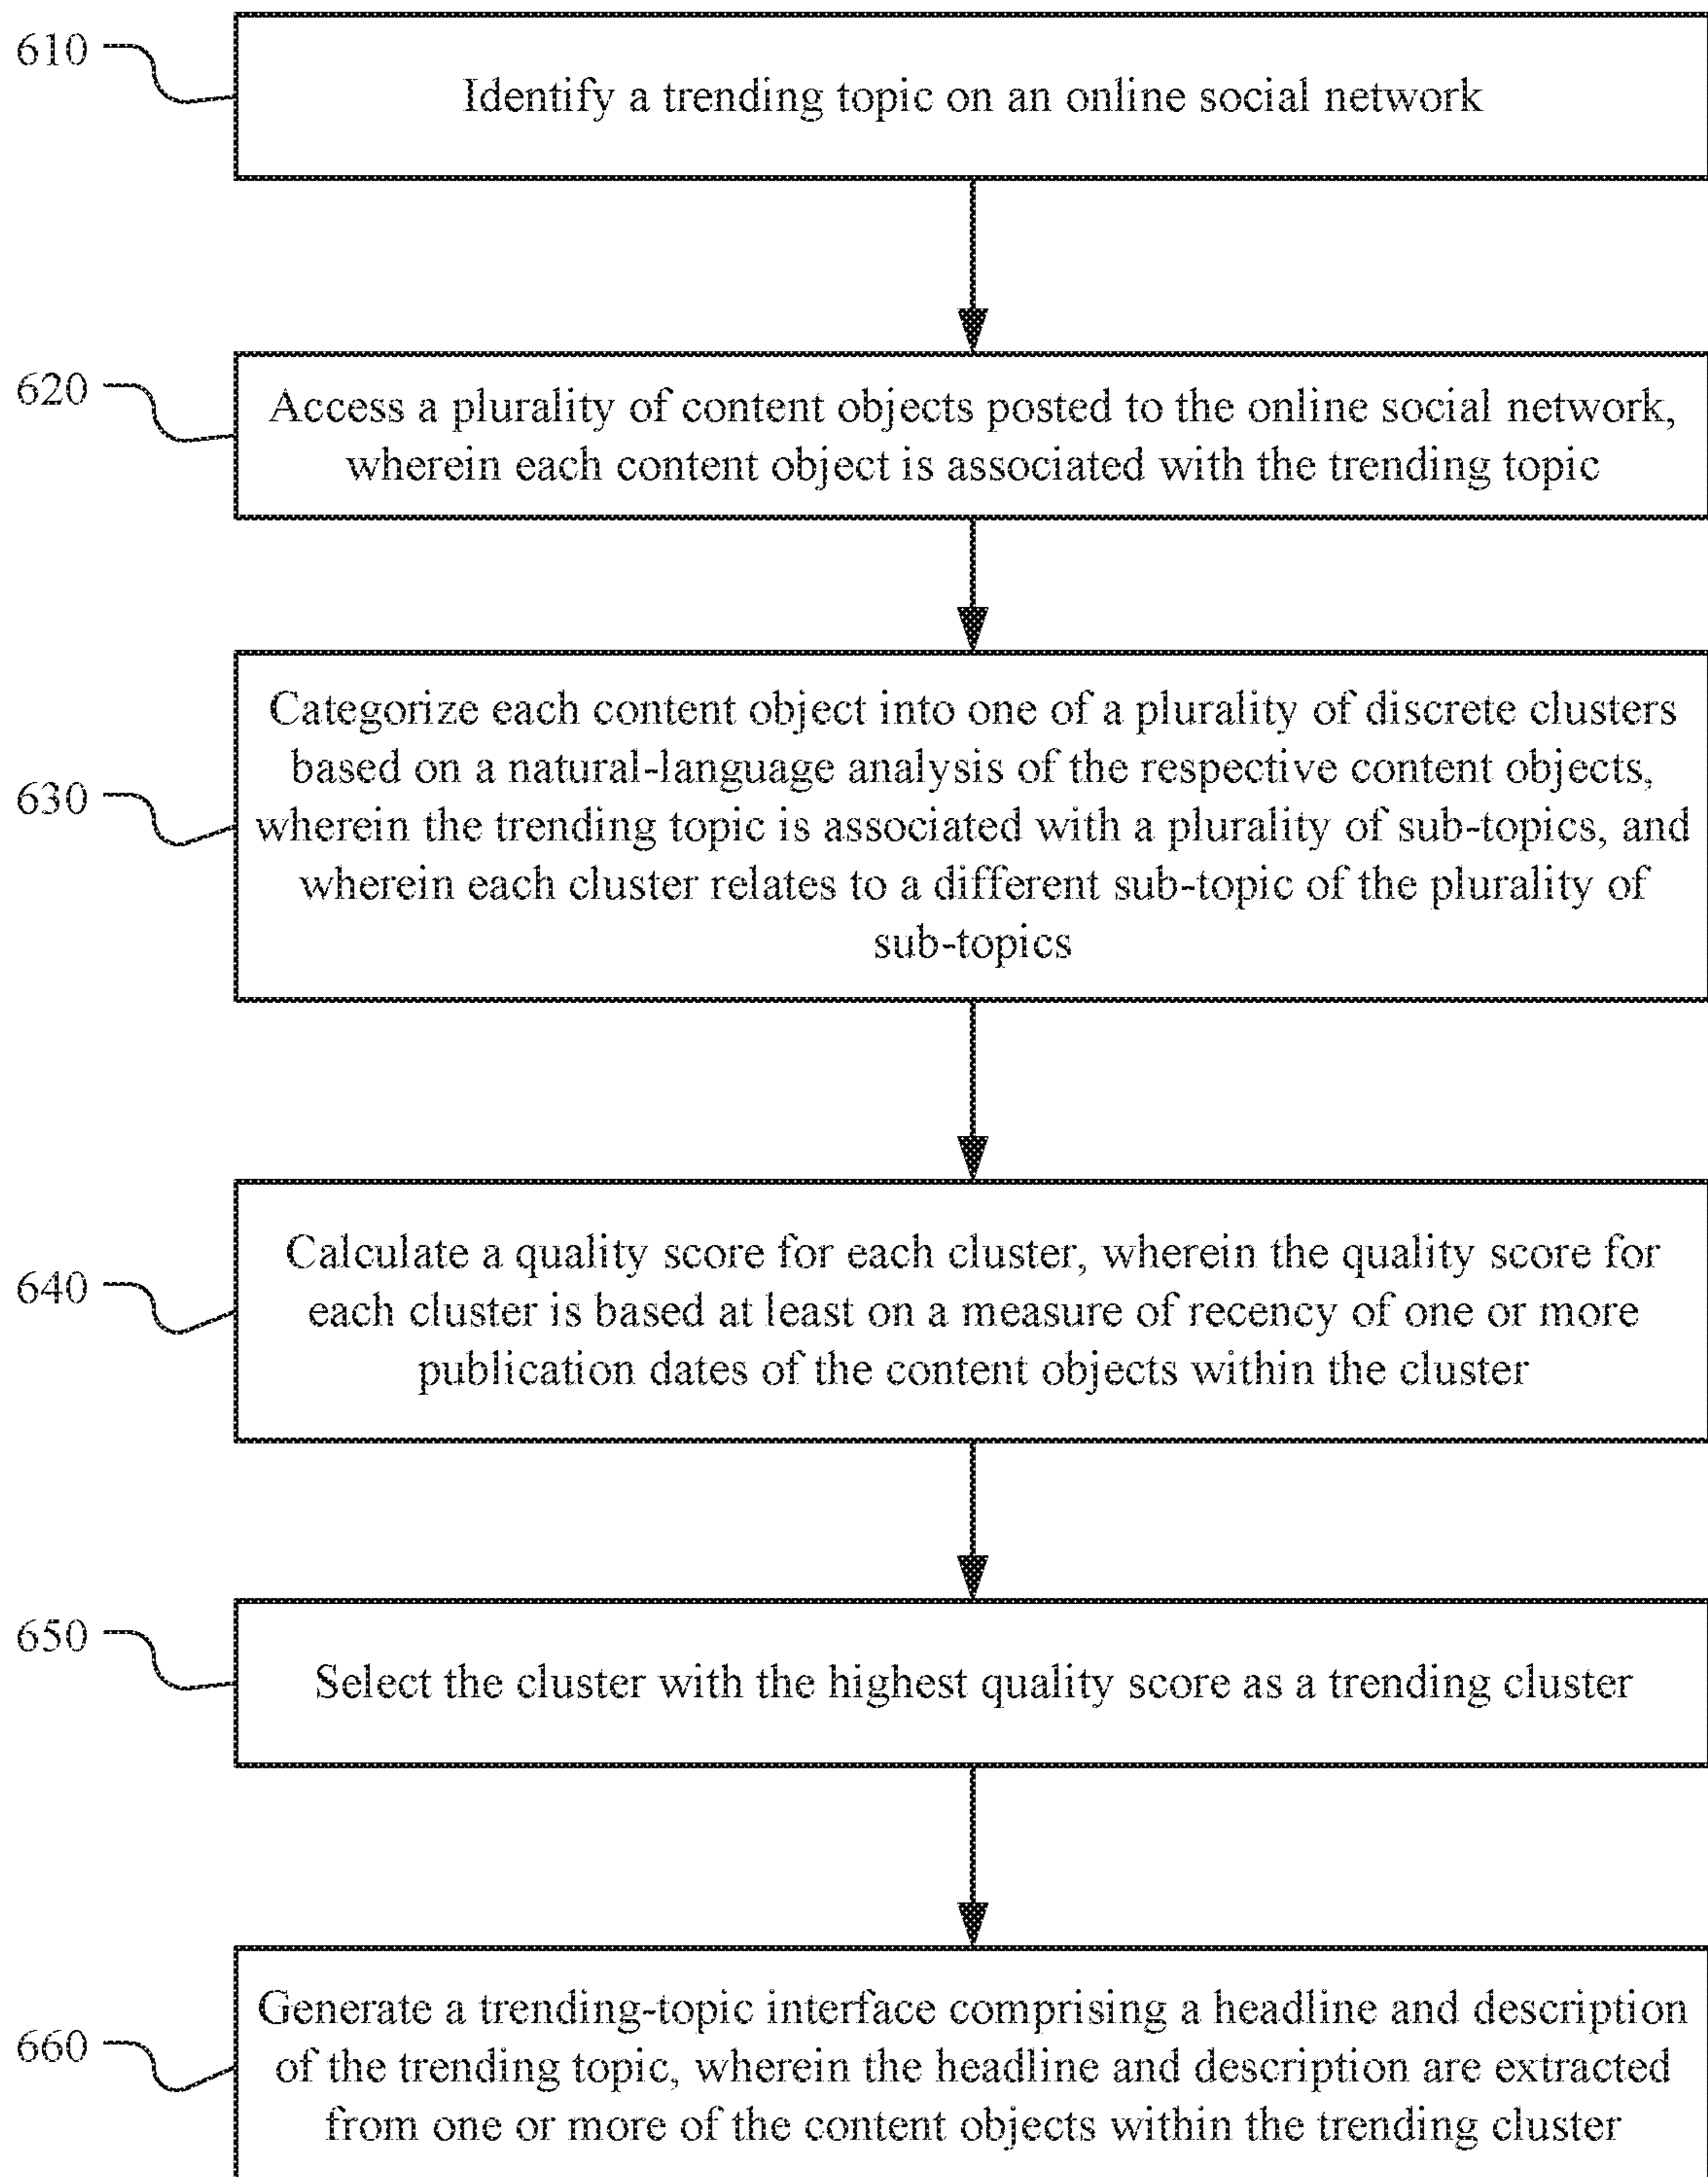 610
Identify a trending topic on an online social network
620
Access a plurality of content objects posted to the online social network,
wherein each content object is associated with the trending topic
630
Categorize each content object into one of a plurality of discrete clusters
based on a natural-language analysis of the respective content objects,
wherein the trending topic is associated with a plurality of sub-topics, and
wherein each cluster relates to a different sub-topic of the plurality of
sub-topics
640
Calculate a quality score for each cluster, wherein the quality score for
each cluster is based at least on a measure of recency of one or more
publication dates of the content objects within the cluster
650
Select the cluster with the highest quality score as a trending cluster
660
Generate a trending-topic interface comprising a headline and description
of the trending topic, wherein the headline and description are extracted
from one or more of the content objects within the trending cluster